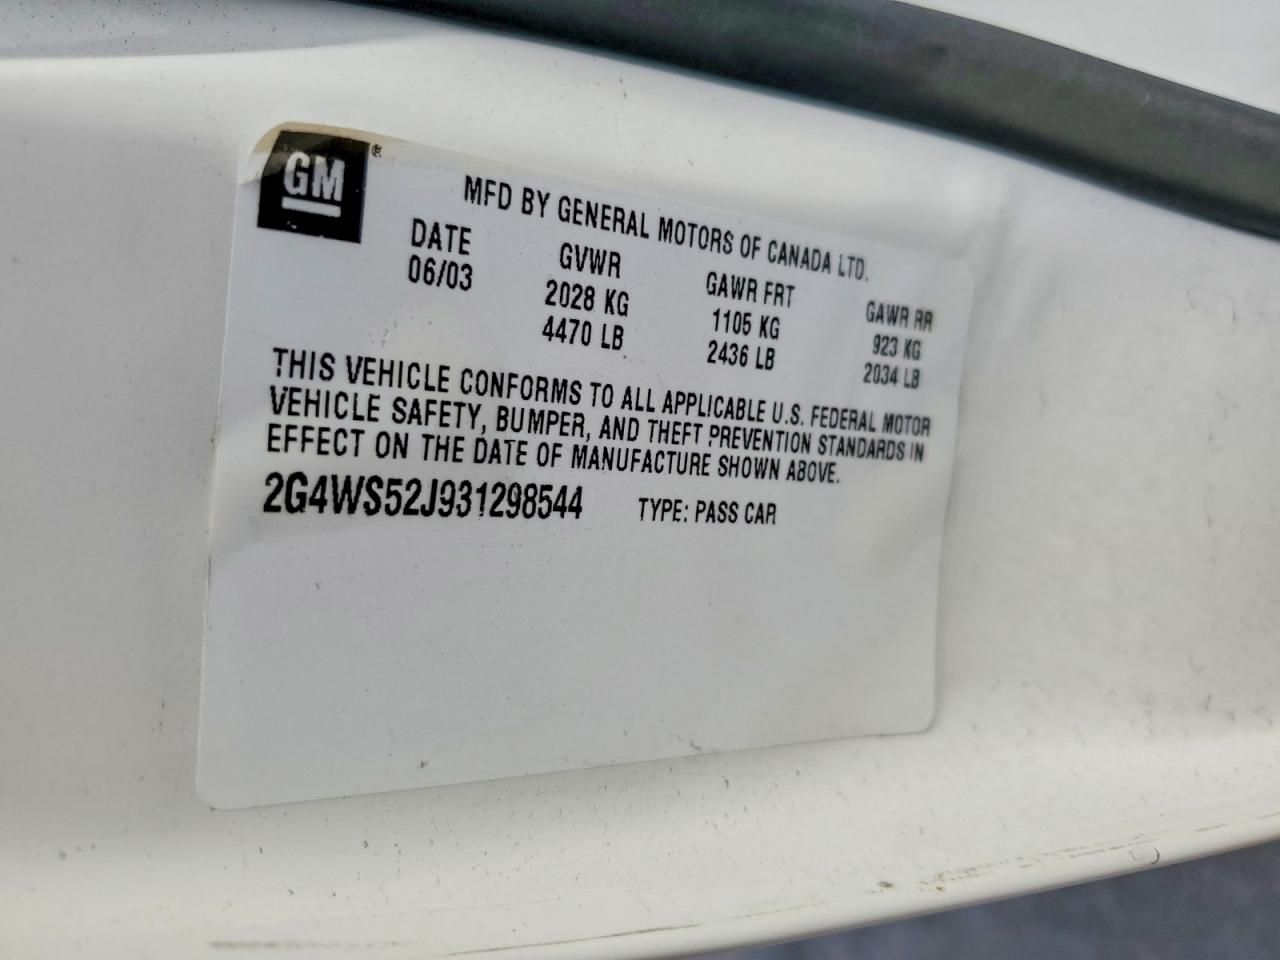 GM®
MFD BY GENERAL MOTORS OF CANADA LTD.
DATE GVWR GAWR FRT GAWR RR
06/03 2028 KG 1105 KG 923 KG
4470 LB 2436 LB 2034 LB
THIS VEHICLE CONFORMS TO ALL APPLICABLE U.S. FEDERAL MOTOR
VEHICLE SAFETY, BUMPER, AND THEFT PREVENTION STANDARDS IN
EFFECT ON THE DATE OF MANUFACTURE SHOWN ABOVE.
2G4WS52J931298544 TYPE: PASS CAR